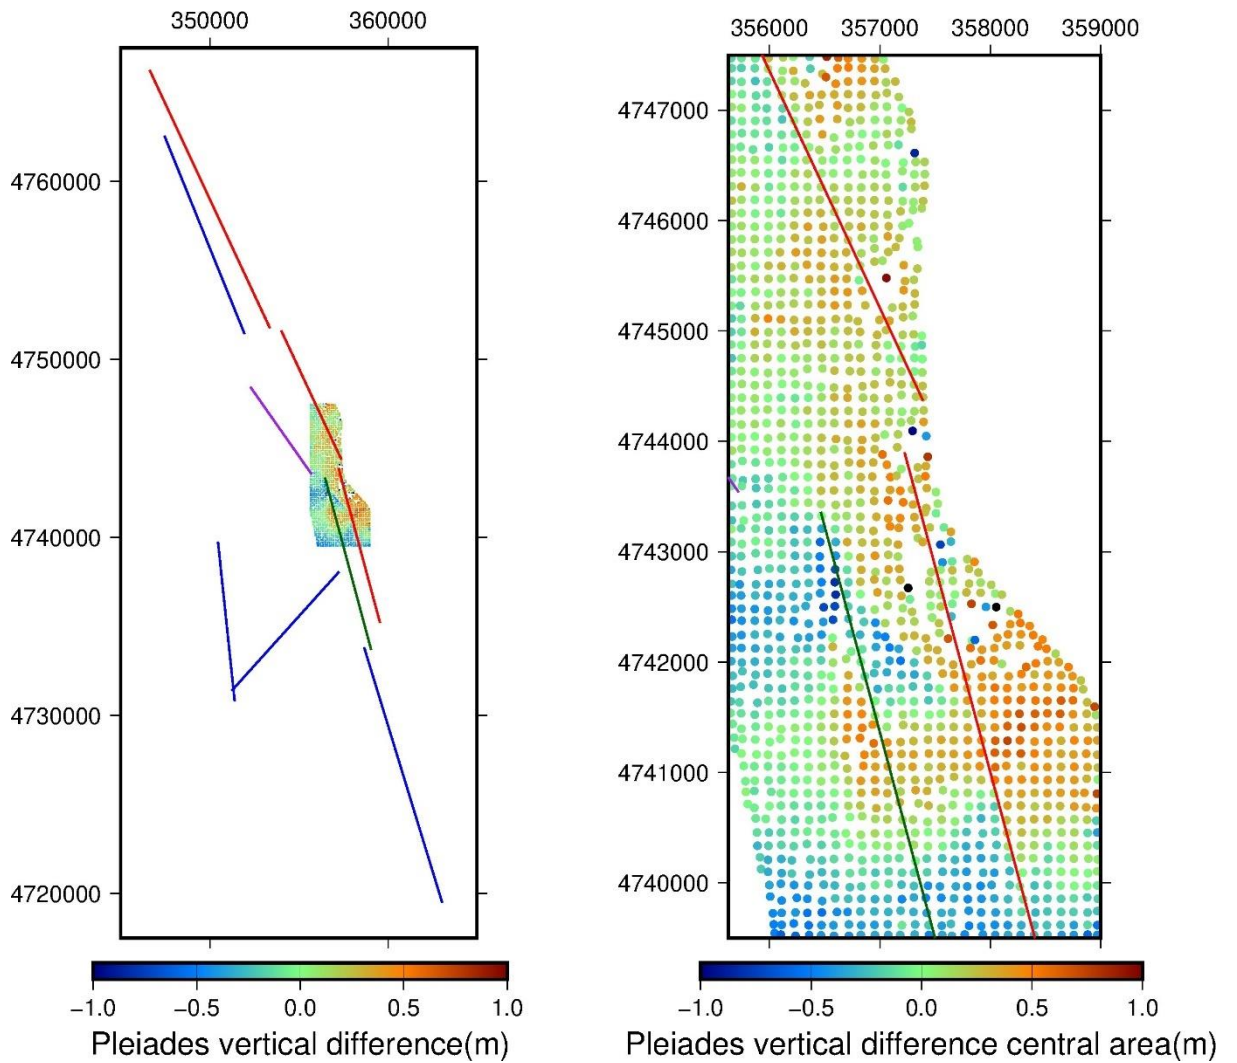 350000 360000
4760000
4750000
4740000
4730000
4720000
−1.0 −0.5 0.0 0.5 1.0
Pleiades vertical difference(m)
356000 357000 358000 359000
4747000
4746000
4745000
4744000
4743000
4742000
4741000
4740000
−1.0 −0.5 0.0 0.5 1.0
Pleiades vertical difference central area(m)